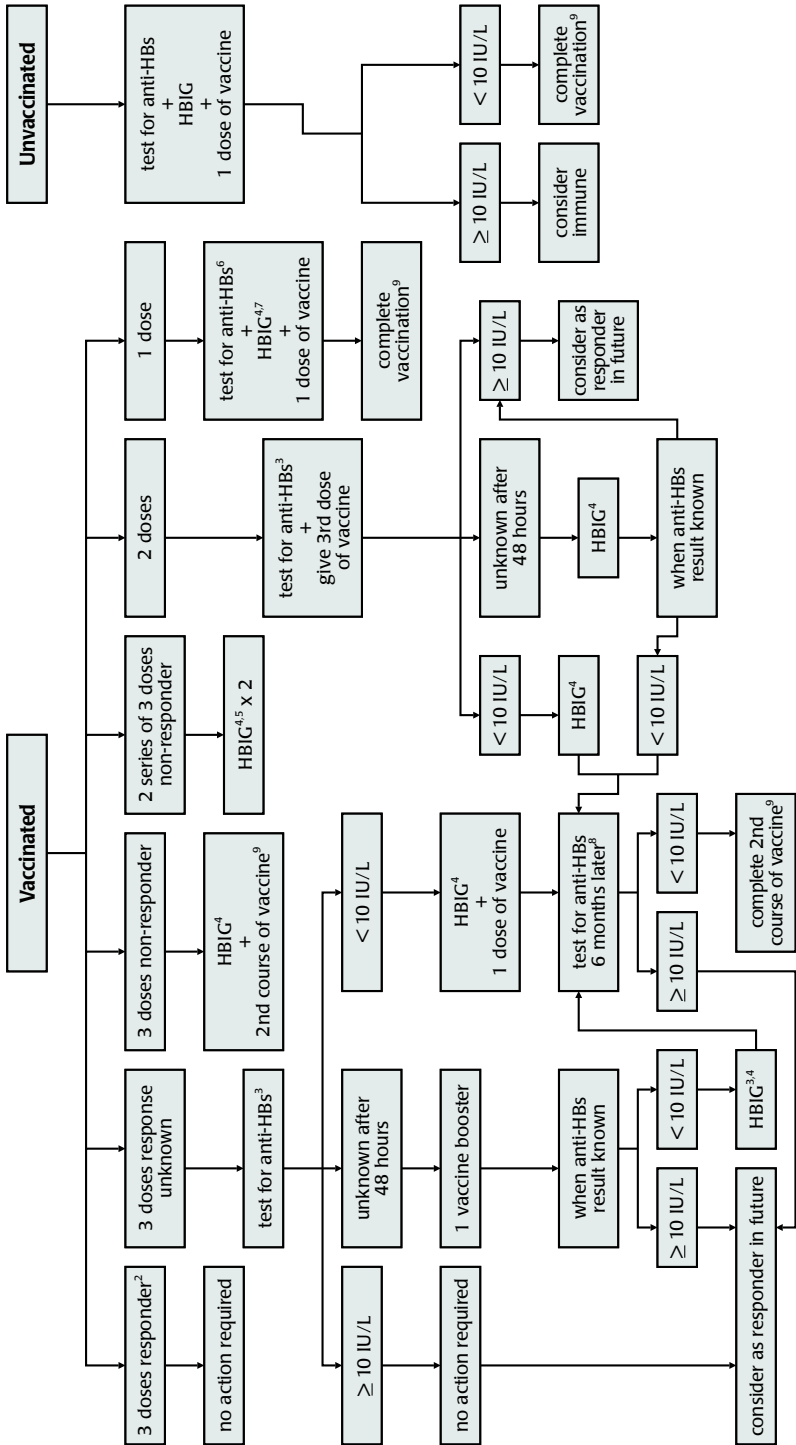 Vaccinated
Unvaccinated
3 doses responder²
no action required
3 doses response
unknown
test for anti-HBs³
≥ 10 IU/L
no action required
unknown after
48 hours
1 vaccine booster
when anti-HBs
result known
≥ 10 IU/L
< 10 IU/L
HBIG³,⁴
< 10 IU/L
HBIG⁴
+
1 dose of vaccine
test for anti-HBs
6 months later⁸
≥ 10 IU/L
< 10 IU/L
complete 2nd
course of vaccine⁹
consider as responder in future
3 doses non-responder
HBIG⁴
+
2nd course of vaccine⁹
2 series of 3 doses
non-responder
HBIG⁴,⁵ x 2
2 doses
test for anti-HBs³
+
give 3rd dose
of vaccine
< 10 IU/L
HBIG⁴
< 10 IU/L
unknown after
48 hours
HBIG⁴
when anti-HBs
result known
≥ 10 IU/L
consider as
responder
in future
1 dose
test for anti-HBs⁶
+
HBIG⁴,⁷
+
1 dose of vaccine
complete
vaccination⁹
test for anti-HBs
+
HBIG
+
1 dose of vaccine
≥ 10 IU/L
consider
immune
< 10 IU/L
complete
vaccination⁹